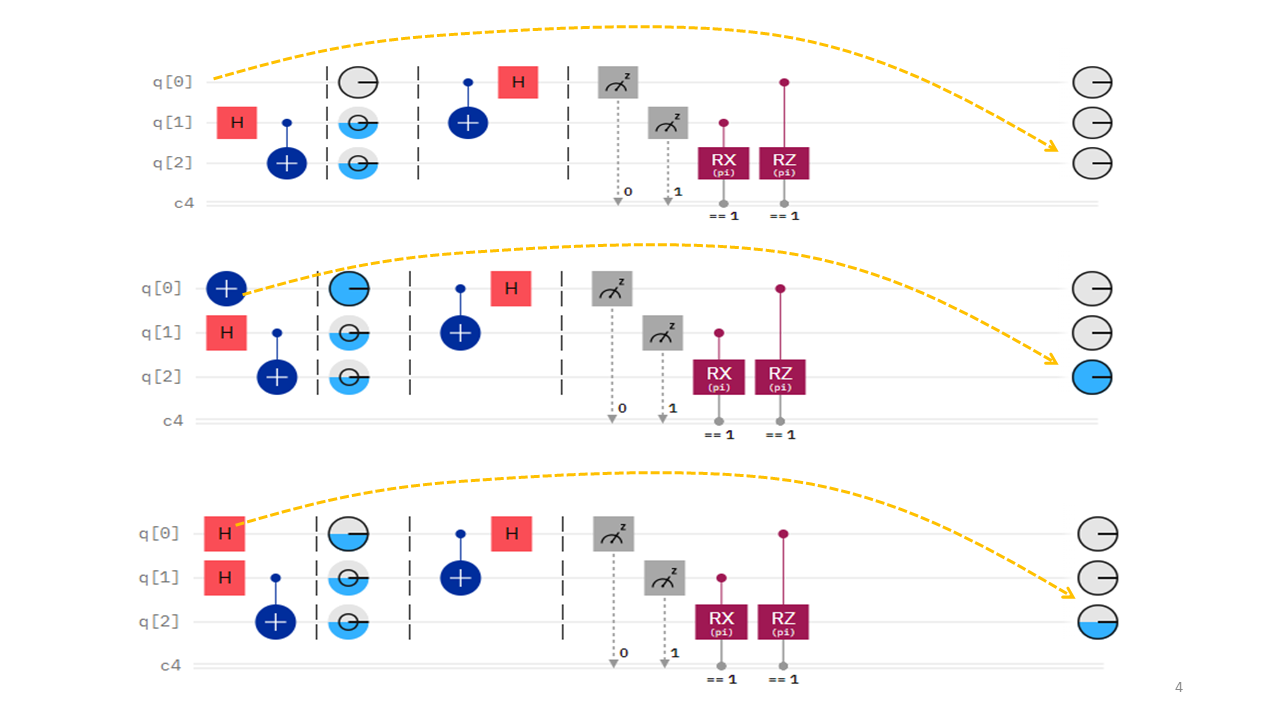 q[0] H z
q[1] H z
q[2] RX (pi) RZ (pi)
0 1
c4
== 1 == 1
q[0] H z
q[1] H z
q[2] RX (pi) RZ (pi)
0 1
c4
== 1 == 1
q[0] H H z
q[1] H z
q[2] RX (pi) RZ (pi)
0 1
c4
== 1 == 1
4